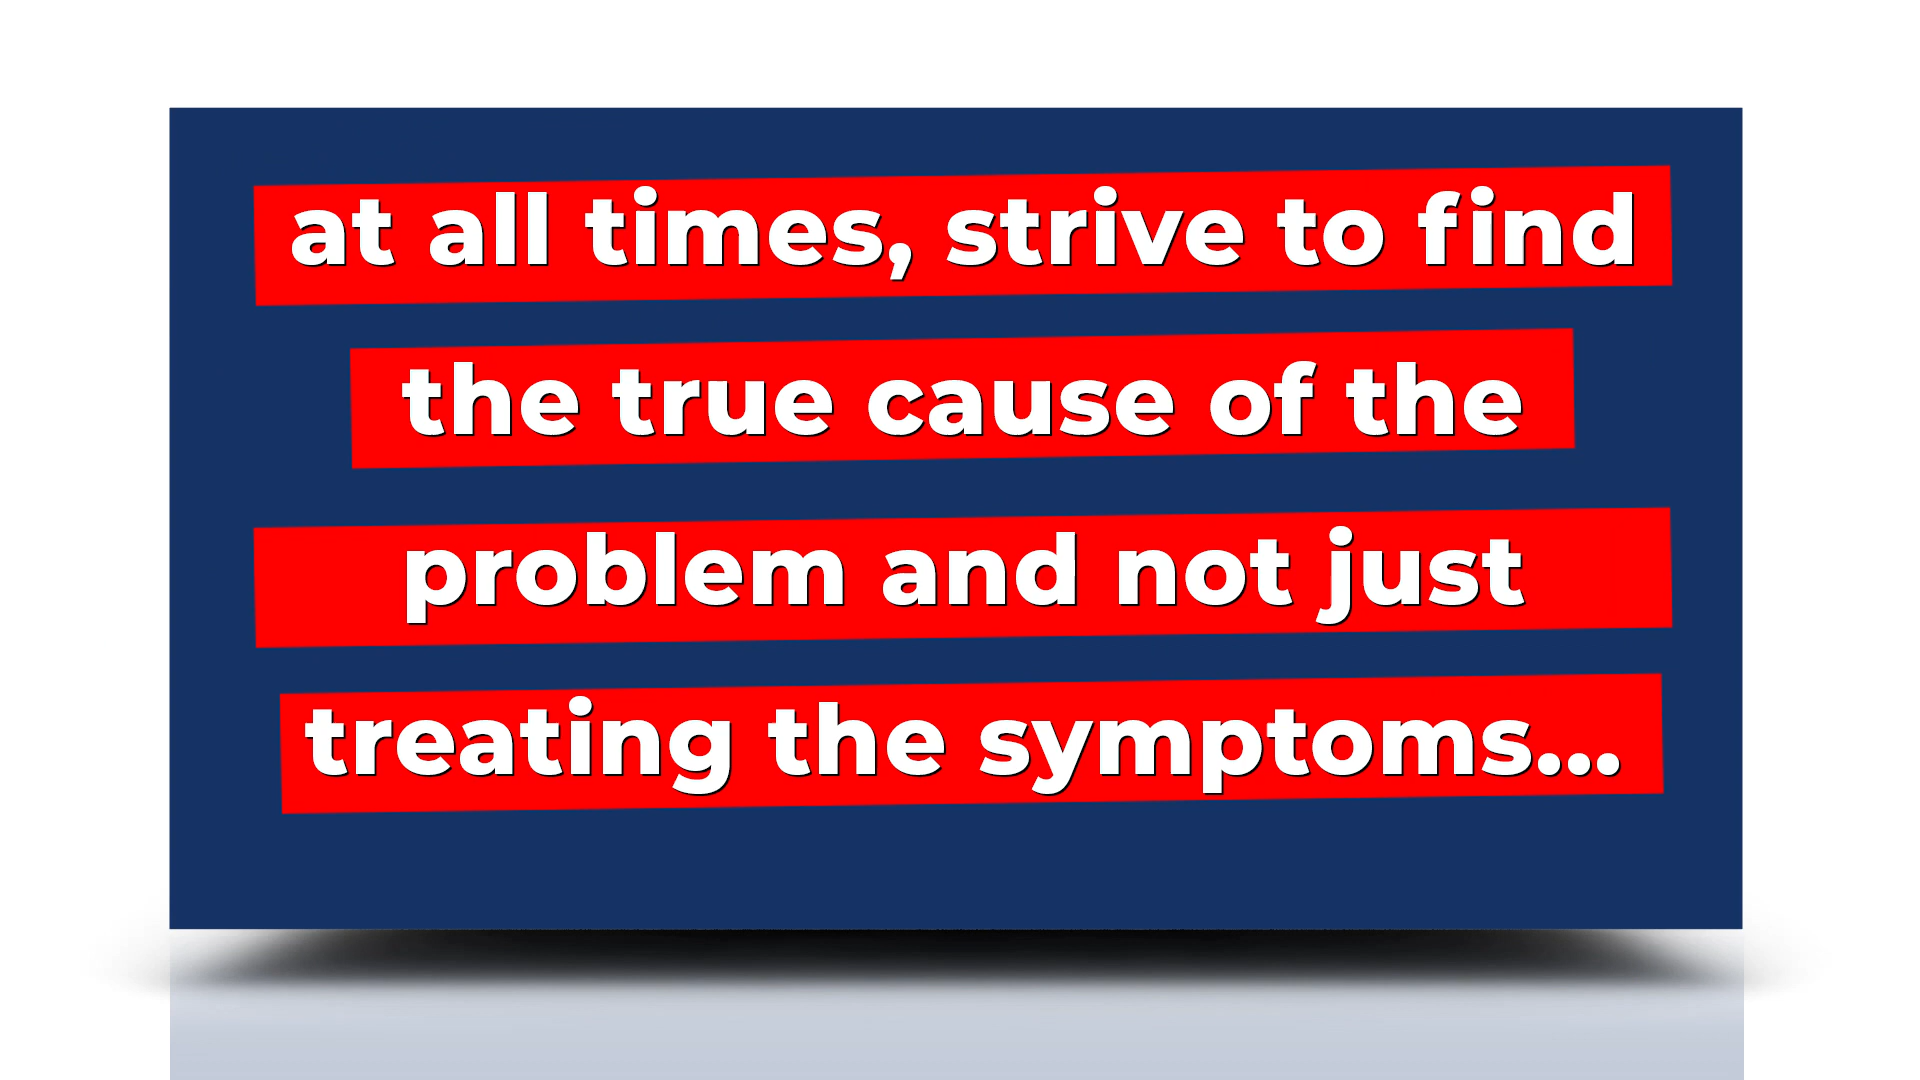 at all times, strive to find
the true cause of the
problem and not just
treating the symptoms...